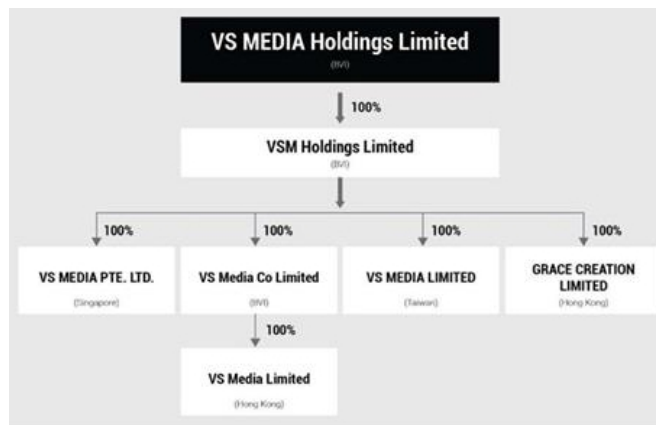 VS MEDIA Holdings Limited
(BVI)
100%
VSM Holdings Limited
(BVI)
100%
100%
100%
100%
VS MEDIA PTE. LTD.
(Singapore)
VS Media Co Limited
(BVI)
VS MEDIA LIMITED
(Taiwan)
GRACE CREATION
LIMITED
(Hong Kong)
100%
VS Media Limited
(Hong Kong)